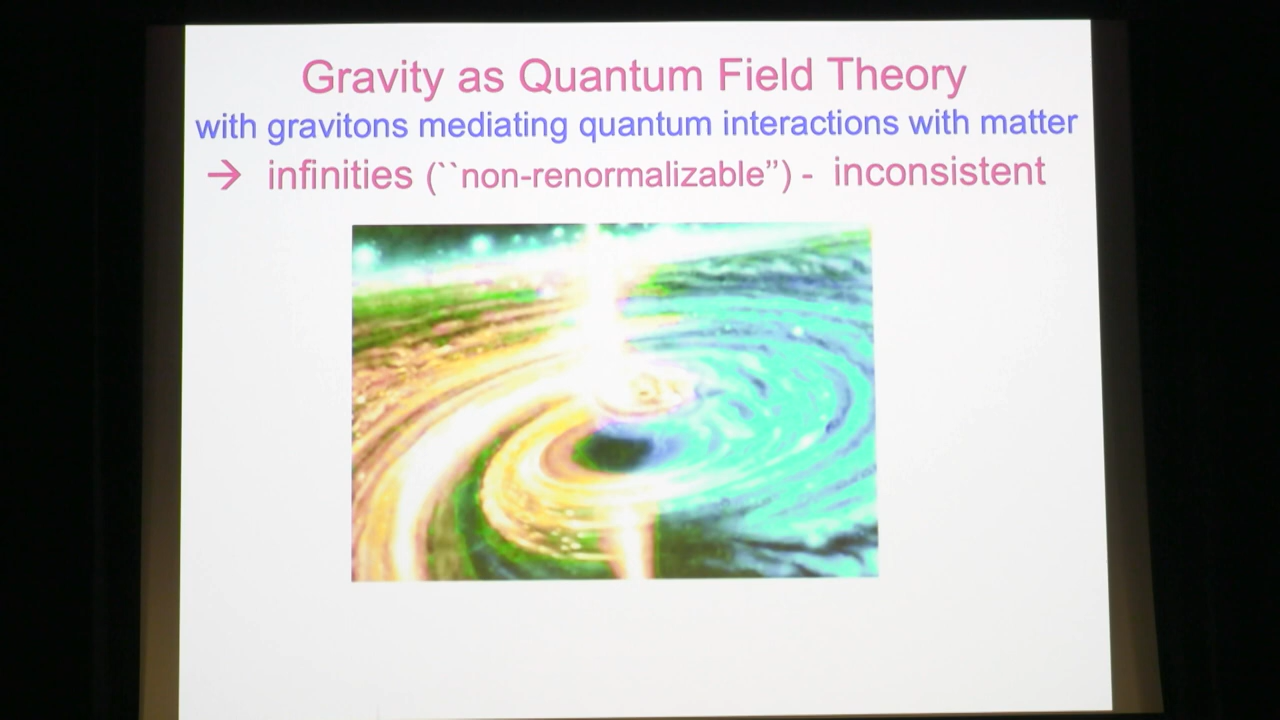 Gravity as Quantum Field Theory
with gravitons mediating quantum interactions with matter
→ infinities (``non-renormalizable’’) - inconsistent